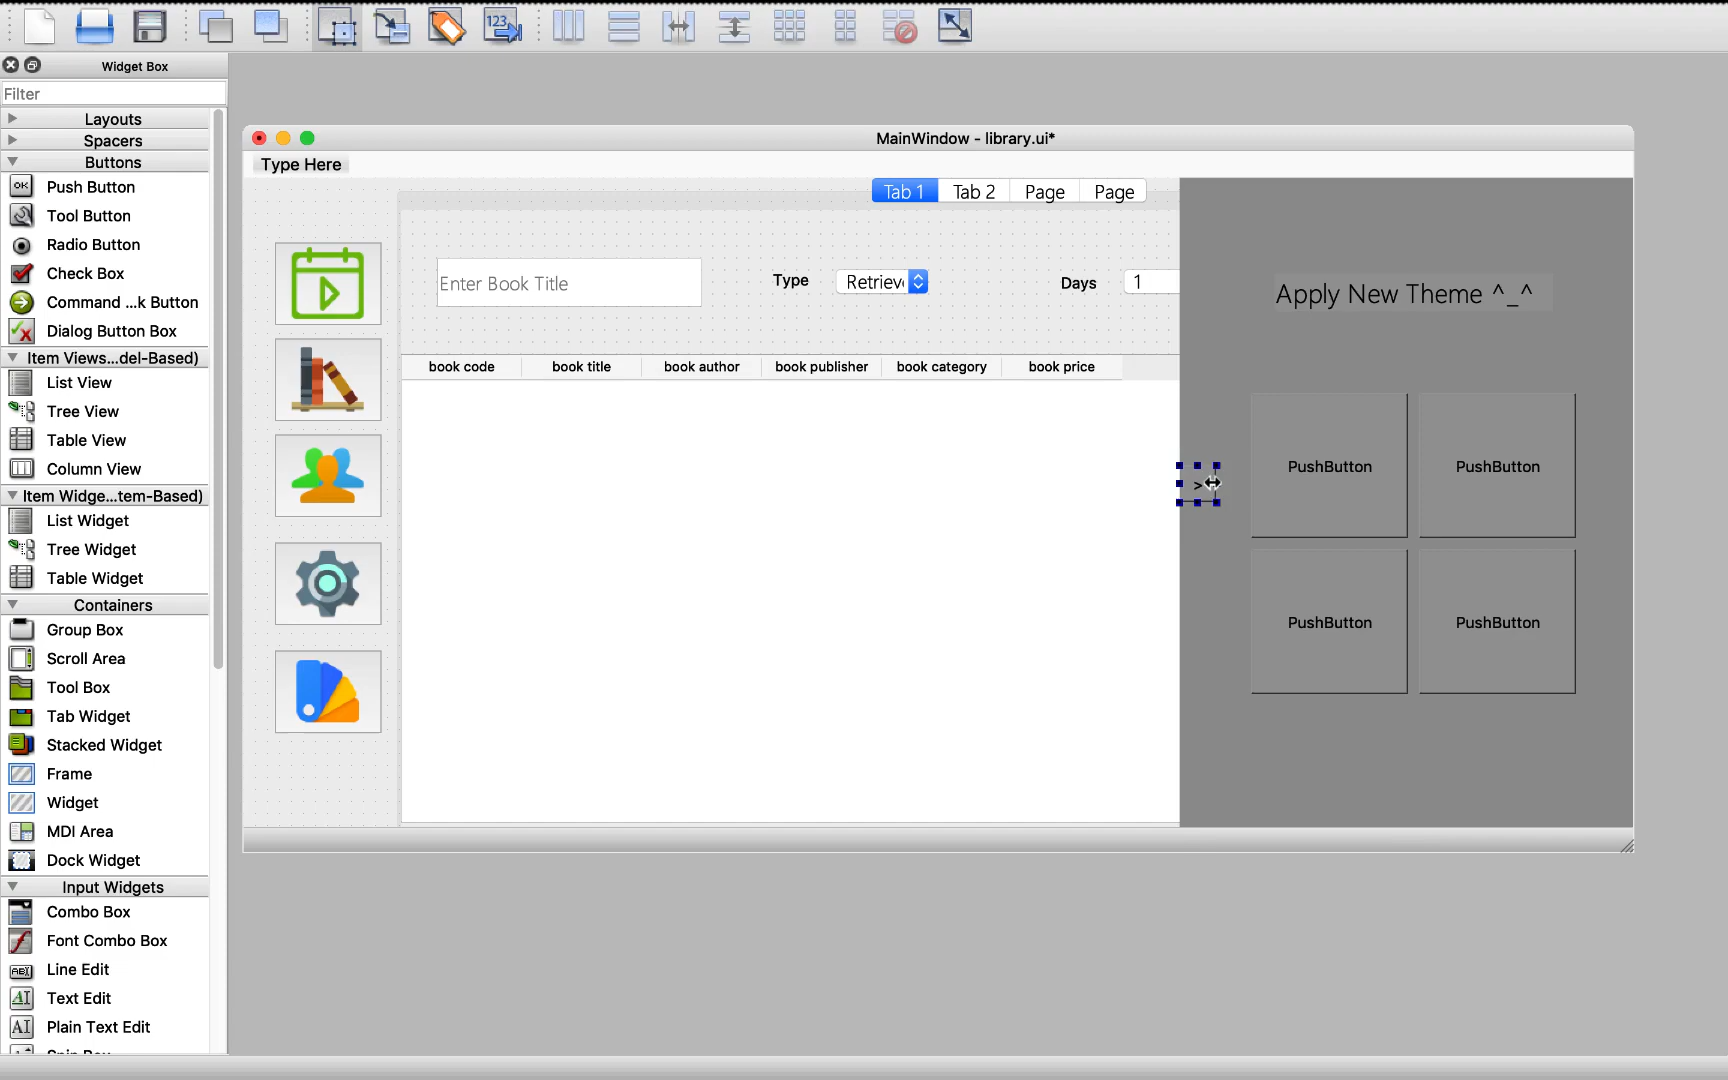 123
Widget Box
Filter
Layouts
Spacers
Buttons
OK Push Button
Tool Button
Radio Button
Check Box
Command ...k Button
Dialog Button Box
Item Views...del-Based)
List View
Tree View
Table View
Column View
Item Widge...tem-Based)
List Widget
Tree Widget
Table Widget
Containers
Group Box
Scroll Area
Tool Box
Tab Widget
Stacked Widget
Frame
Widget
MDI Area
Dock Widget
Input Widgets
Combo Box
Font Combo Box
Line Edit
AI Text Edit
AI Plain Text Edit
MainWindow - library.ui*
Type Here
Tab 1 Tab 2 Page Page
Enter Book Title Type Retriev Days 1
book code book title book author book publisher book category book price
>
Apply New Theme ^_^
PushButton PushButton
PushButton PushButton